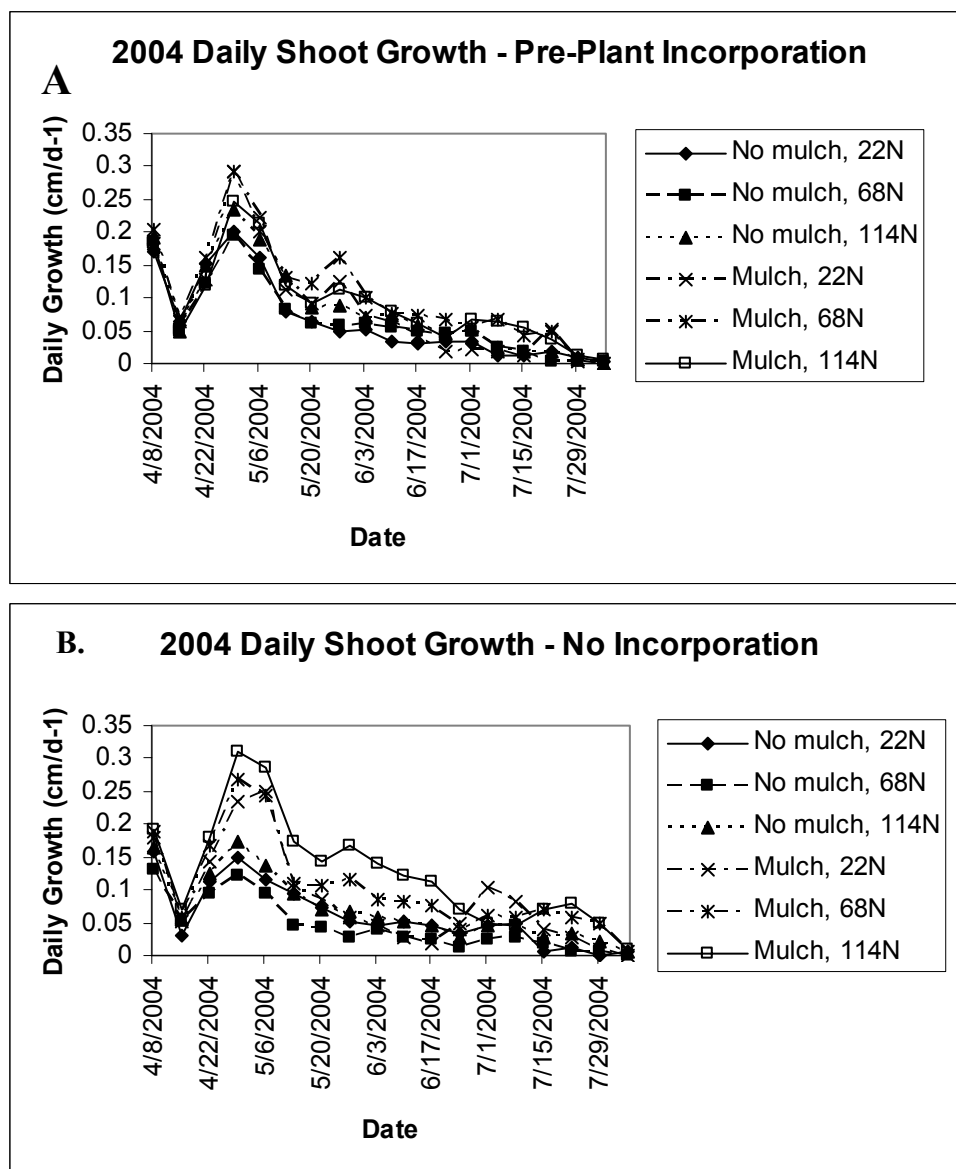 2004 Daily Shoot Growth - Pre-Plant Incorporation
A
Daily Growth (cm/d-1)
0.35
0.3
0.25
0.2
0.15
0.1
0.05
0
4/8/2004
4/22/2004
5/6/2004
5/20/2004
6/3/2004
6/17/2004
7/1/2004
7/15/2004
7/29/2004
Date
No mulch, 22N
No mulch, 68N
No mulch, 114N
Mulch, 22N
Mulch, 68N
Mulch, 114N
B.
2004 Daily Shoot Growth - No Incorporation
Daily Growth (cm/d-1)
0.35
0.3
0.25
0.2
0.15
0.1
0.05
0
4/8/2004
4/22/2004
5/6/2004
5/20/2004
6/3/2004
6/17/2004
7/1/2004
7/15/2004
7/29/2004
Date
No mulch, 22N
No mulch, 68N
No mulch, 114N
Mulch, 22N
Mulch, 68N
Mulch, 114N